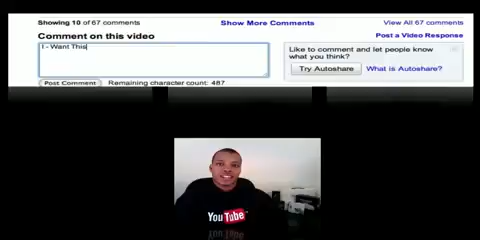 Showing 10 of 67 comments
Show More Comments
View All 67 comments
Comment on this video
Post a Video Response
I - Want This
Like to comment and let people know
what you think?
Try Autoshare
What is Autoshare?
Post Comment
Remaining character count: 487
YouTube